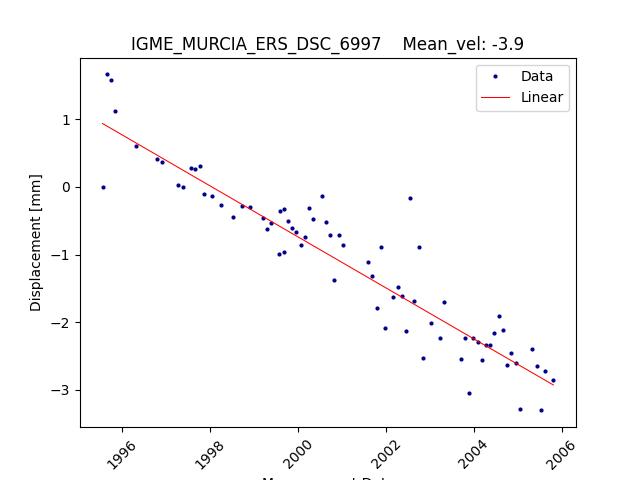 IGME_MURCIA_ERS_DSC_6997    Mean_vel: -3.9
Data
Linear
Displacement [mm]
1
0
−1
−2
−3
1996
1998
2000
2002
2004
2006